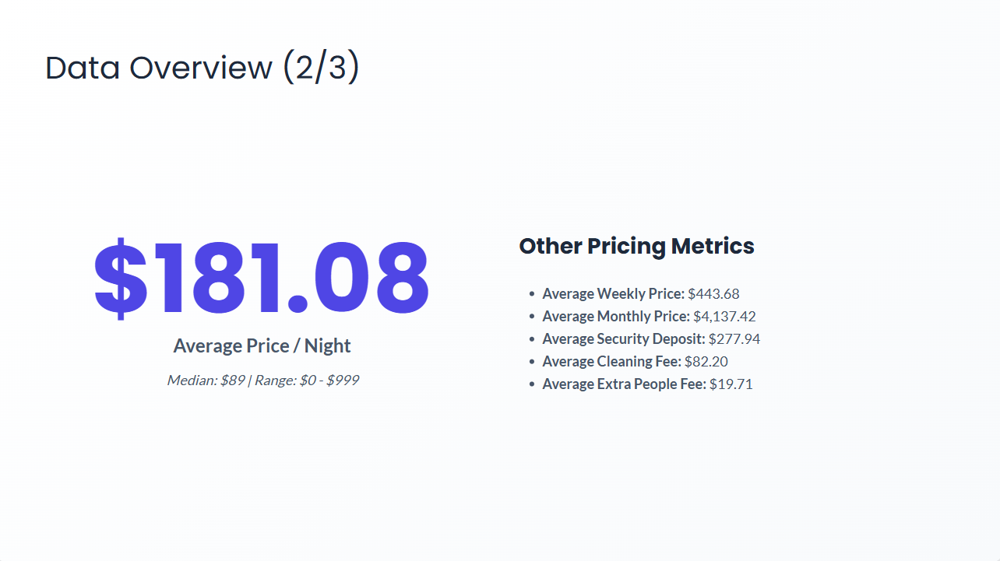 Data Overview (2/3)
$181.08
Average Price / Night
Median: $89 | Range: $0 - $999
Other Pricing Metrics
• Average Weekly Price: $443.68
• Average Monthly Price: $4,137.42
• Average Security Deposit: $277.94
• Average Cleaning Fee: $82.20
• Average Extra People Fee: $19.71